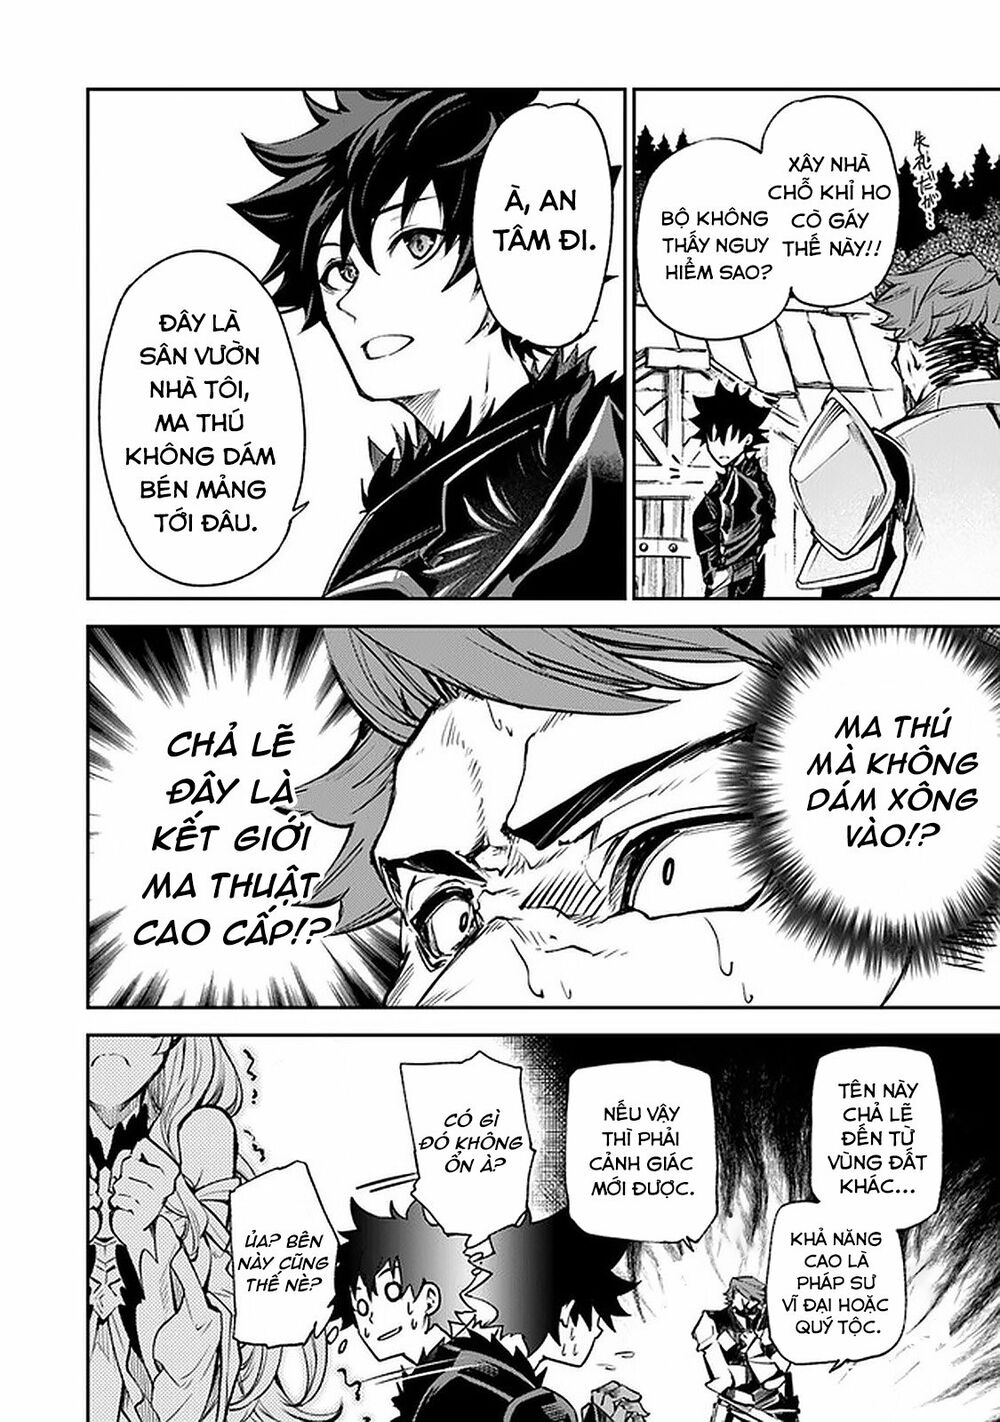 失礼だが…
XÂY NHÀ
CHỖ KHỈ HO
CÒ GÁY
THẾ NÀY!!
BỘ KHÔNG
THẤY NGUY
HIỂM SAO?
À, AN
TÂM ĐI.
ĐÂY LÀ
SÂN VƯỜN
NHÀ TÔI,
MA THÚ
KHÔNG DÁM
BÉN MẢNG
TỚI ĐÂU.
MA THÚ
MÀ KHÔNG
DÁM XÔNG
VÀO!?
CHẢ LẼ
ĐÂY LÀ
KẾT GIỚI
MA THUẬT
CAO CẤP!?
TÊN NÀY
CHẢ LẼ
ĐẾN TỪ
VÙNG ĐẤT
KHÁC...
KHẢ NĂNG
CAO LÀ
PHÁP SƯ
VĨ ĐẠI HOẶC
QUÝ TỘC.
NẾU VẬY
THÌ PHẢI
CẢNH GIÁC
MỚI ĐƯỢC.
CÓ GÌ
ĐÓ KHÔNG
ỔN À?
ỦA? BÊN
NÀY CŨNG
THẾ NÈ?